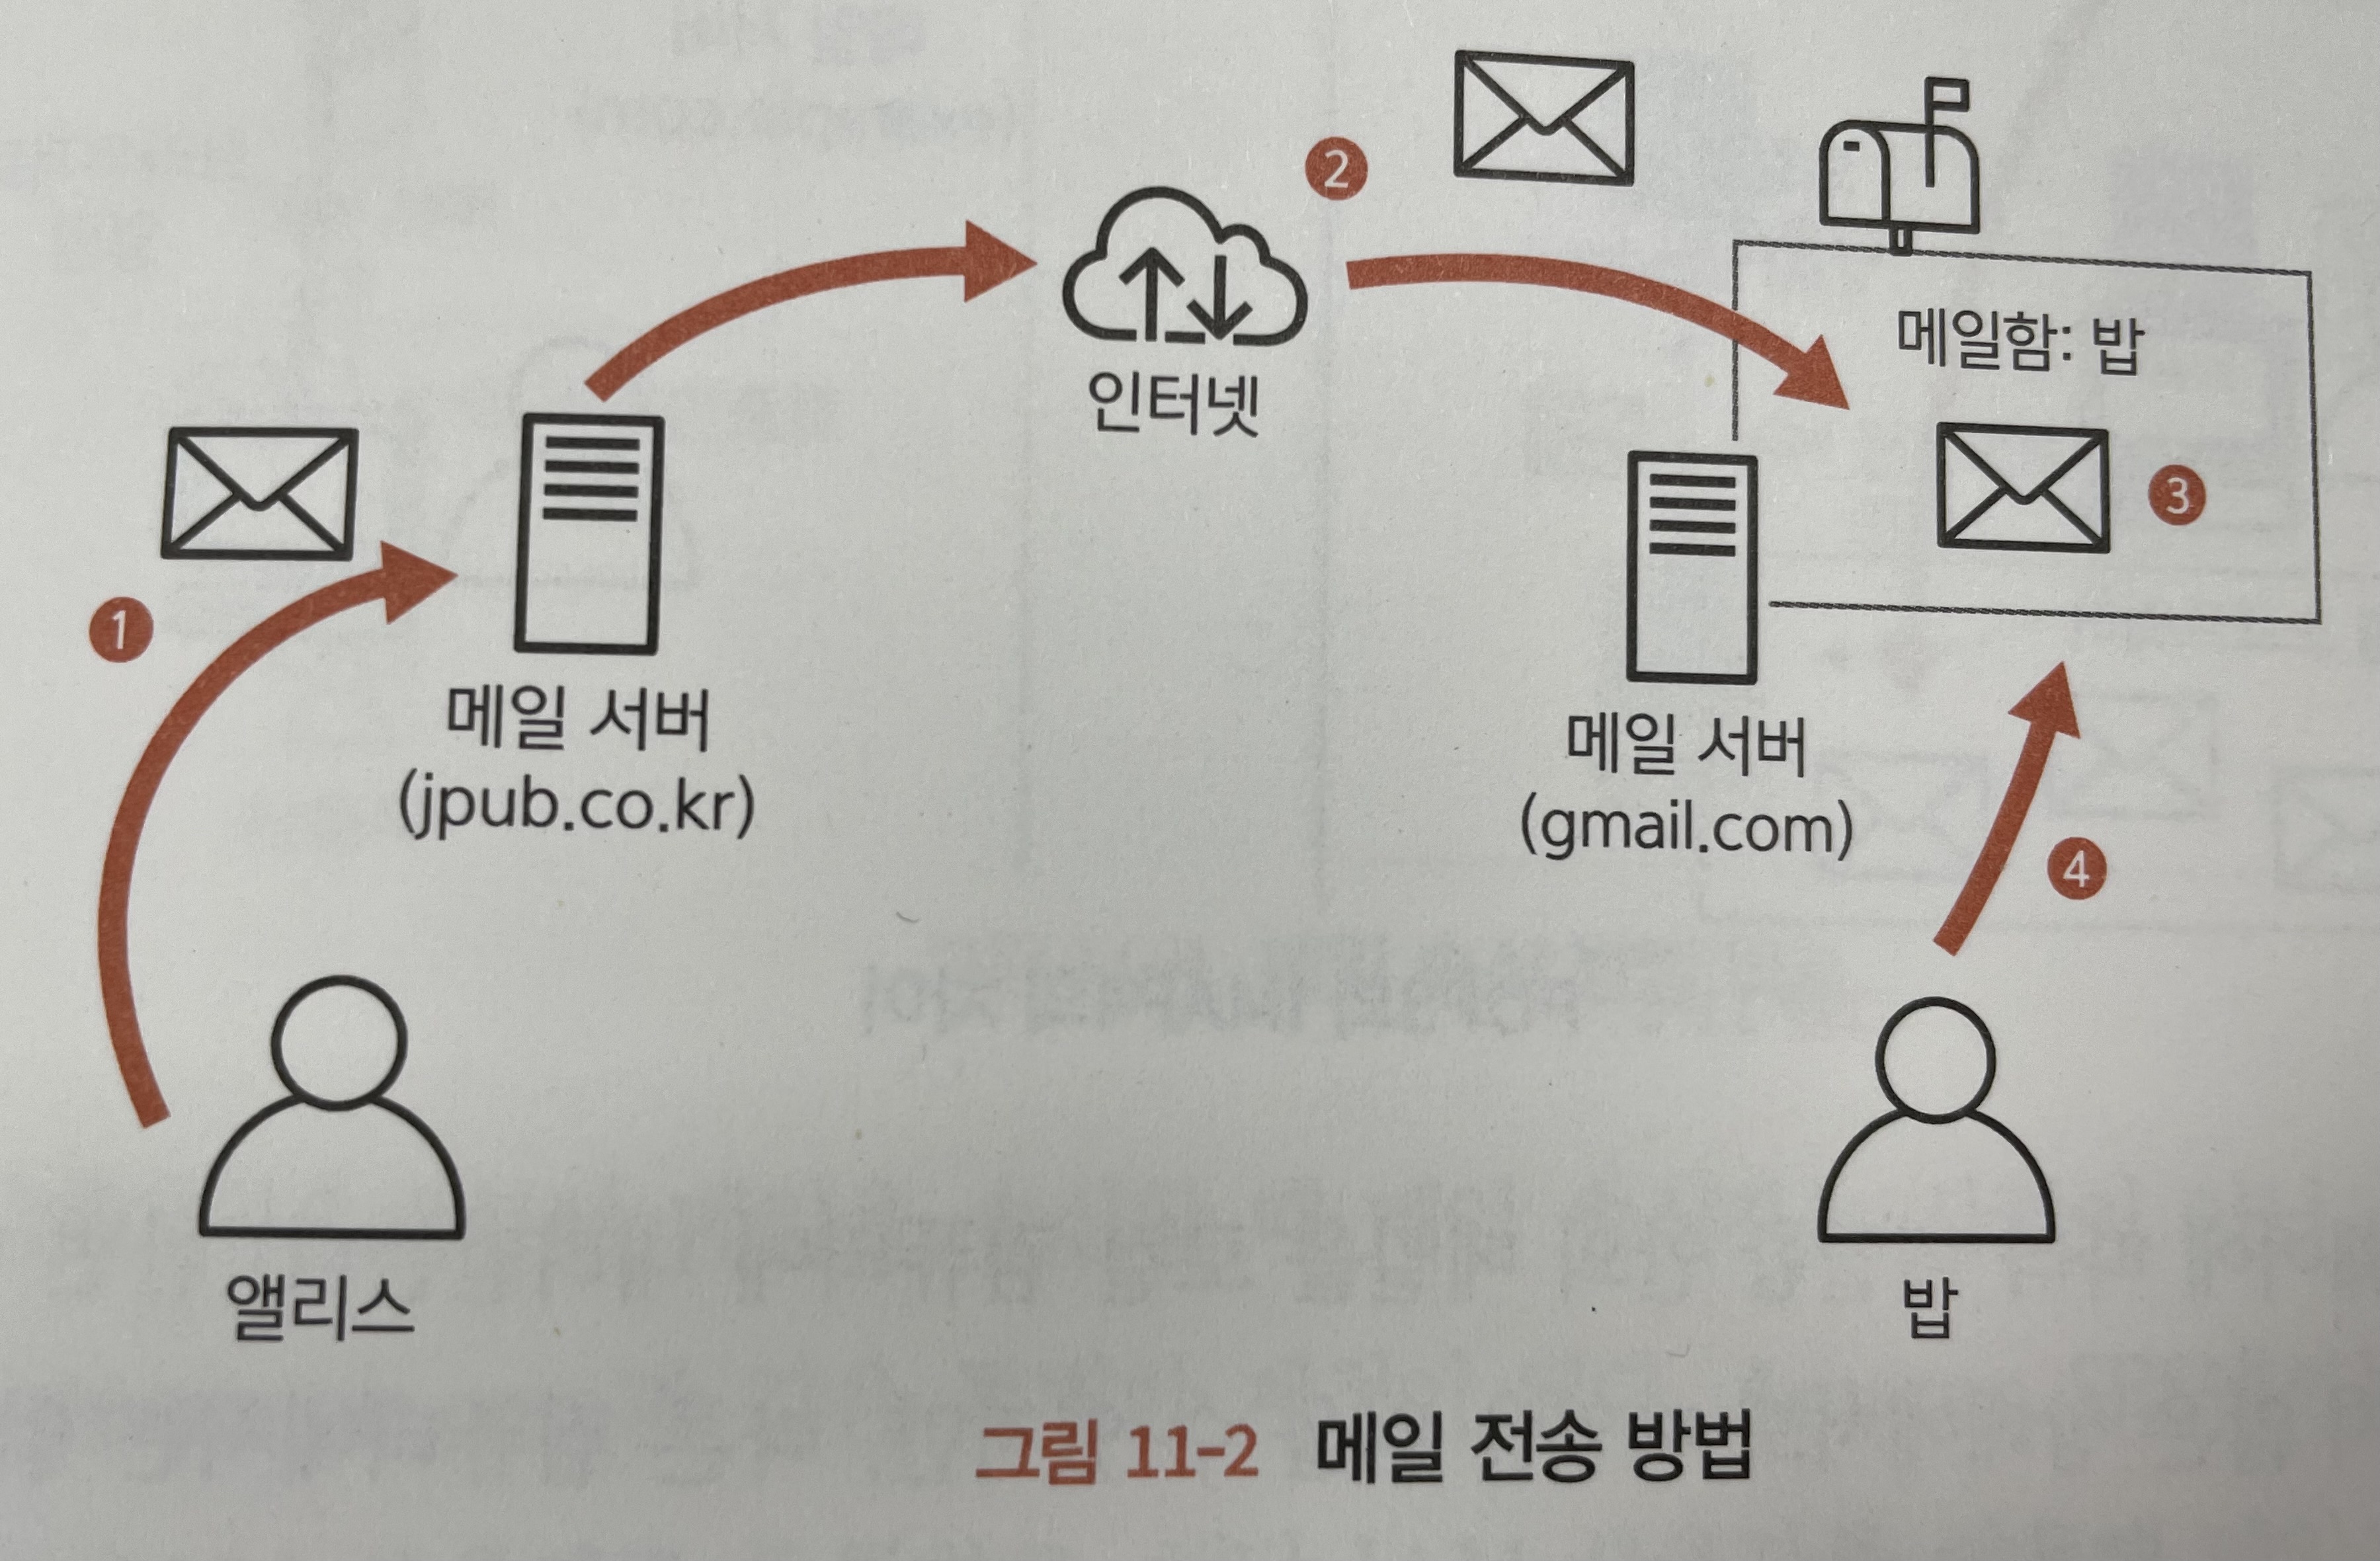 2
메일함: 밥
인터넷
3
1
메일 서버
(jpub.co.kr)
메일 서버
(gmail.com)
4
앨리스
밥
그림 11-2 메일 전송 방법